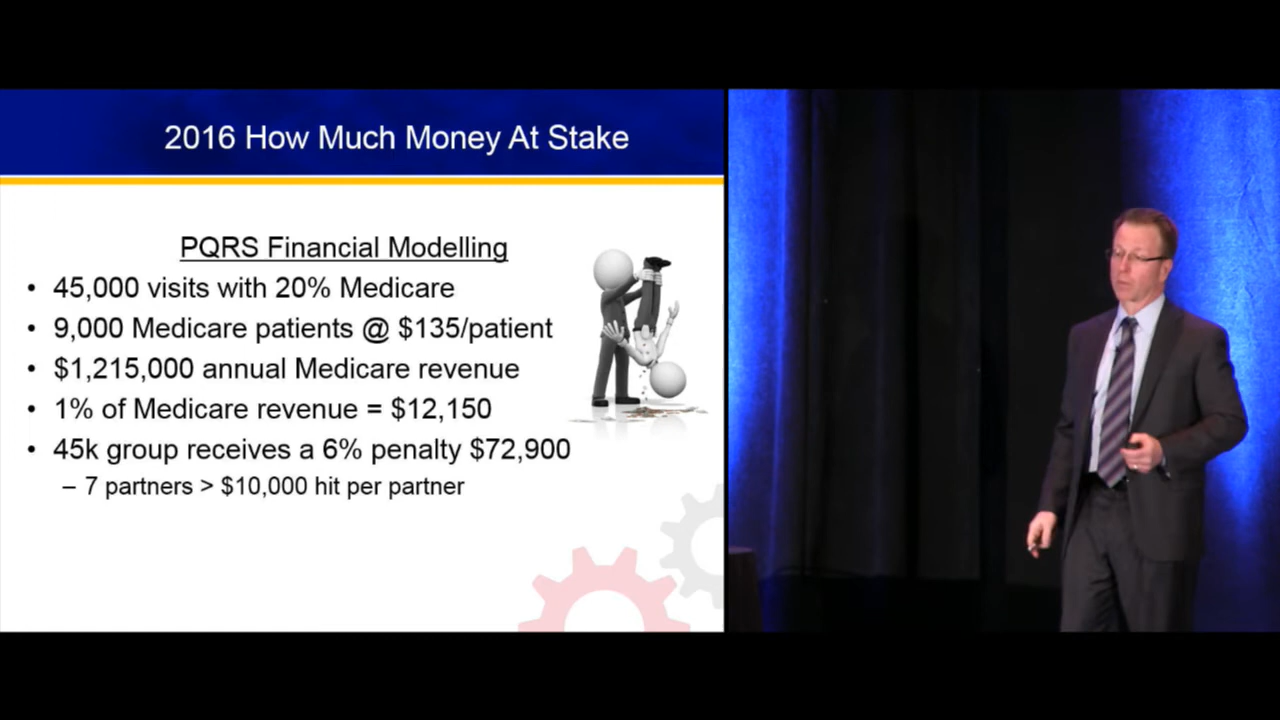 2016 How Much Money At Stake
PQRS Financial Modelling
• 45,000 visits with 20% Medicare
• 9,000 Medicare patients @ $135/patient
• $1,215,000 annual Medicare revenue
• 1% of Medicare revenue = $12,150
• 45k group receives a 6% penalty $72,900
– 7 partners > $10,000 hit per partner